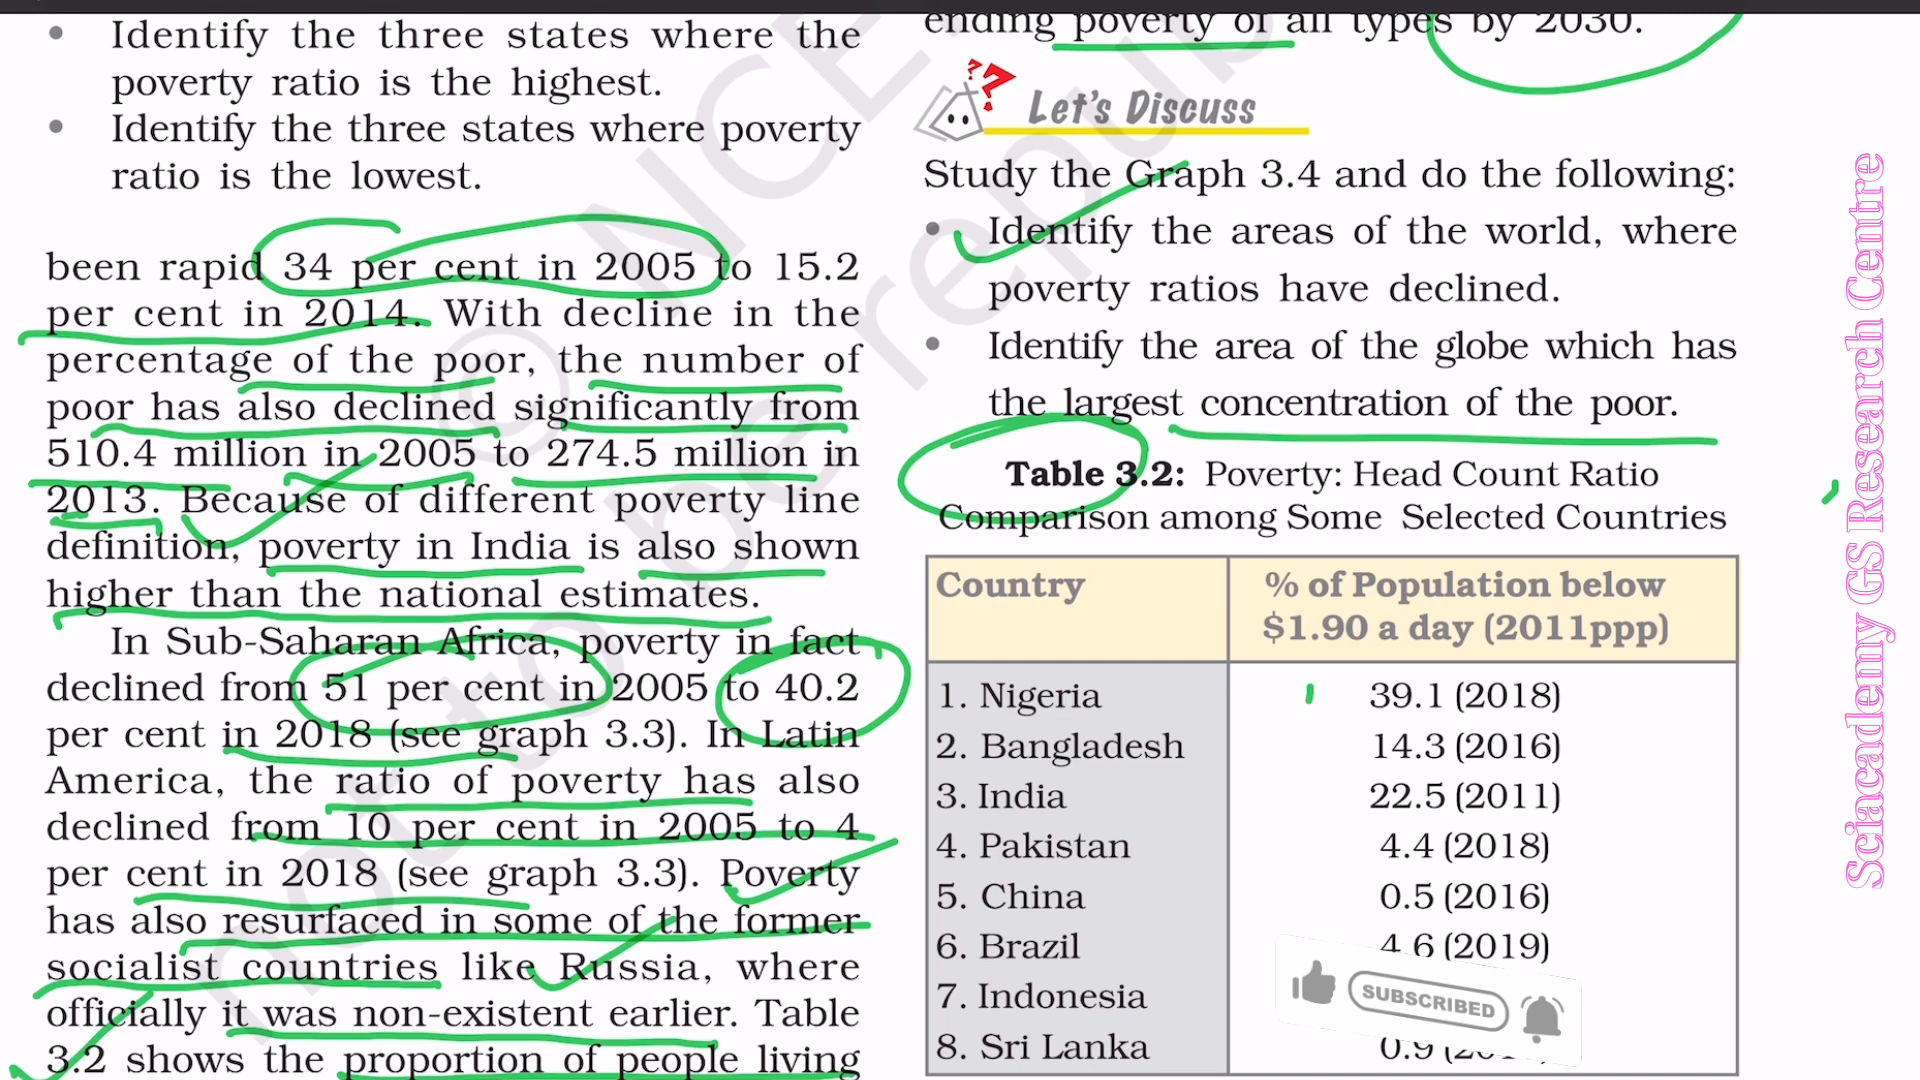 • Identify the three states where the
poverty ratio is the highest.
• Identify the three states where poverty
ratio is the lowest.
been rapid 34 per cent in 2005 to 15.2
per cent in 2014. With decline in the
percentage of the poor, the number of
poor has also declined significantly from
510.4 million in 2005 to 274.5 million in
2013. Because of different poverty line
definition, poverty in India is also shown
higher than the national estimates.
In Sub-Saharan Africa, poverty in fact
declined from 51 per cent in 2005 to 40.2
per cent in 2018 (see graph 3.3). In Latin
America, the ratio of poverty has also
declined from 10 per cent in 2005 to 4
per cent in 2018 (see graph 3.3). Poverty
has also resurfaced in some of the former
socialist countries like Russia, where
officially it was non-existent earlier. Table
3.2 shows the proportion of people living
ending poverty of all types by 2030.
Let's Discuss
Study the Graph 3.4 and do the following:
• Identify the areas of the world, where
poverty ratios have declined.
• Identify the area of the globe which has
the largest concentration of the poor.
Table 3.2: Poverty: Head Count Ratio
Comparison among Some Selected Countries
Country % of Population below
$1.90 a day (2011ppp)
1. Nigeria 39.1 (2018)
2. Bangladesh 14.3 (2016)
3. India 22.5 (2011)
4. Pakistan 4.4 (2018)
5. China 0.5 (2016)
6. Brazil 4.6 (2019)
7. Indonesia
8. Sri Lanka 0.9
SUBSCRIBED
Sciacademy GS Research Centre
© NCE
not to be repub